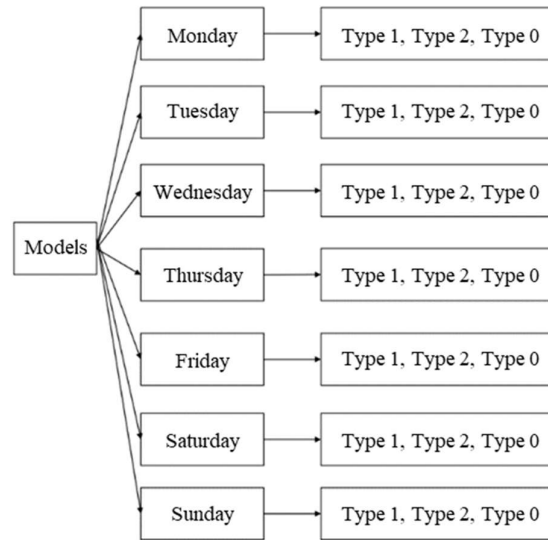 Monday
Type 1, Type 2, Type 0
Tuesday
Type 1, Type 2, Type 0
Wednesday
Type 1, Type 2, Type 0
Models
Thursday
Type 1, Type 2, Type 0
Friday
Type 1, Type 2, Type 0
Saturday
Type 1, Type 2, Type 0
Sunday
Type 1, Type 2, Type 0